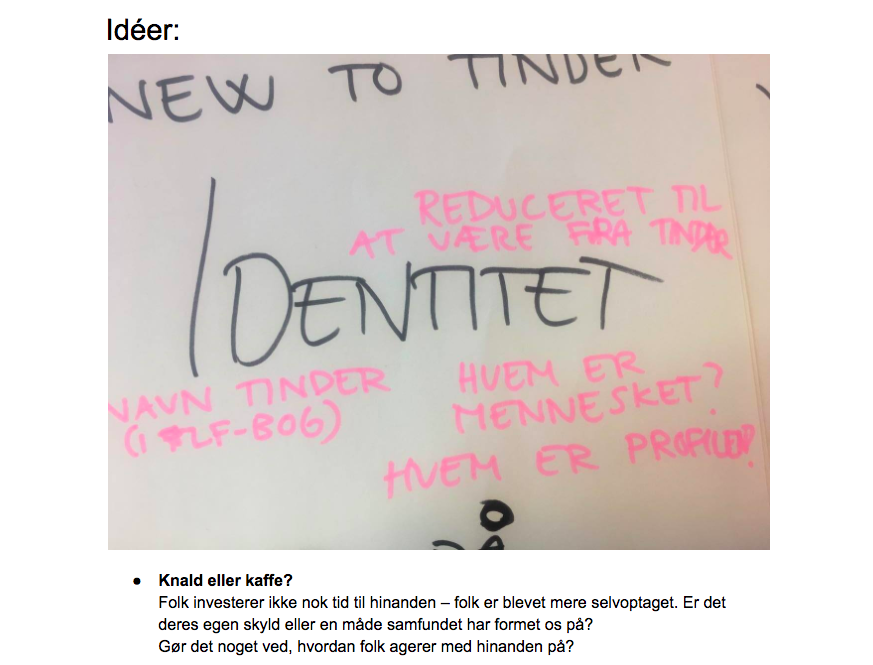 Idéer:
NEW TO TINDER
REDUCERET TIL
AT VÆRE FRA TINDER
IDENTITET
NAVN TINDER
(I TLF-BOG)
HVEM ER
MENNESKET?
HVEM ER PROFILEN?
PÅ
● Knald eller kaffe?
Folk investerer ikke nok tid til hinanden – folk er blevet mere selvoptaget. Er det
deres egen skyld eller en måde samfundet har formet os på?
Gør det noget ved, hvordan folk agerer med hinanden på?